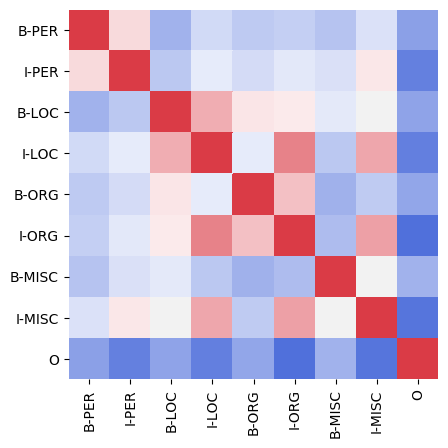 B-PER
I-PER
B-LOC
I-LOC
B-ORG
I-ORG
B-MISC
I-MISC
O
B-PER
I-PER
B-LOC
I-LOC
B-ORG
I-ORG
B-MISC
I-MISC
O